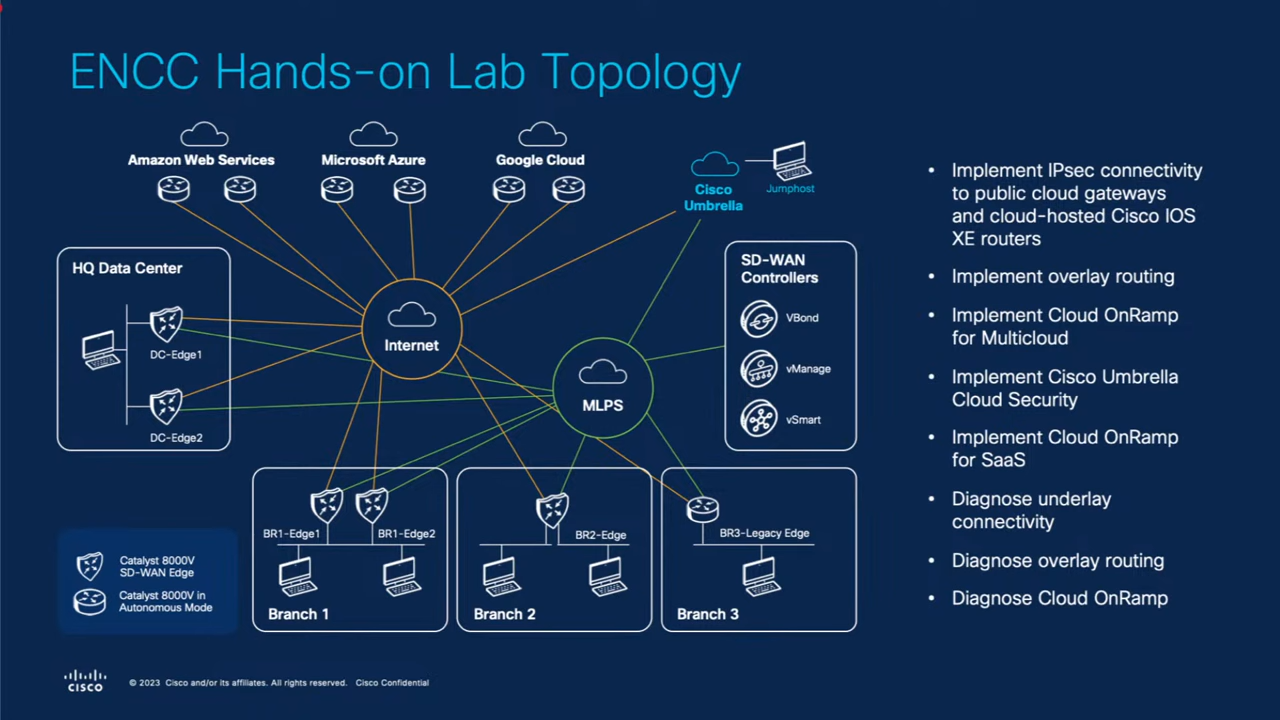 ENCC Hands-on Lab Topology
Amazon Web Services
Microsoft Azure
Google Cloud
Cisco
Umbrella
Jumphost
HQ Data Center
DC-Edge1
DC-Edge2
Internet
MLPS
SD-WAN
Controllers
VBond
vManage
vSmart
BR1-Edge1
BR1-Edge2
Branch 1
BR2-Edge
Branch 2
BR3-Legacy Edge
Branch 3
Catalyst 8000V
SD-WAN Edge
Catalyst 8000V in
Autonomous Mode
• Implement IPsec connectivity
to public cloud gateways
and cloud-hosted Cisco IOS
XE routers
• Implement overlay routing
• Implement Cloud OnRamp
for Multicloud
• Implement Cisco Umbrella
Cloud Security
• Implement Cloud OnRamp
for SaaS
• Diagnose underlay
connectivity
• Diagnose overlay routing
• Diagnose Cloud OnRamp
CISCO
© 2023 Cisco and/or its affiliates. All rights reserved. Cisco Confidential